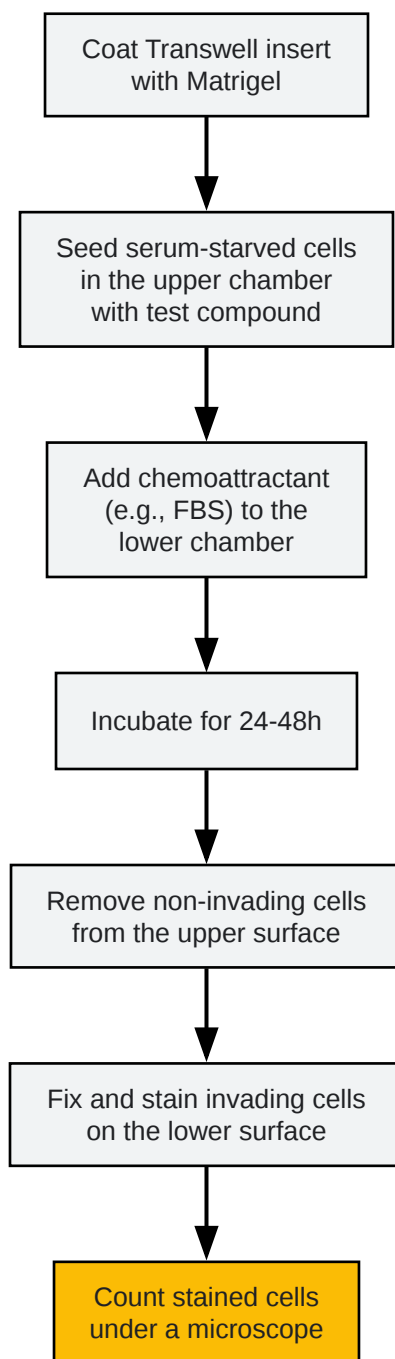 Coat Transwell insert
with Matrigel
Seed serum-starved cells
in the upper chamber
with test compound
Add chemoattractant
(e.g., FBS) to the
lower chamber
Incubate for 24-48h
Remove non-invading cells
from the upper surface
Fix and stain invading cells
on the lower surface
Count stained cells
under a microscope